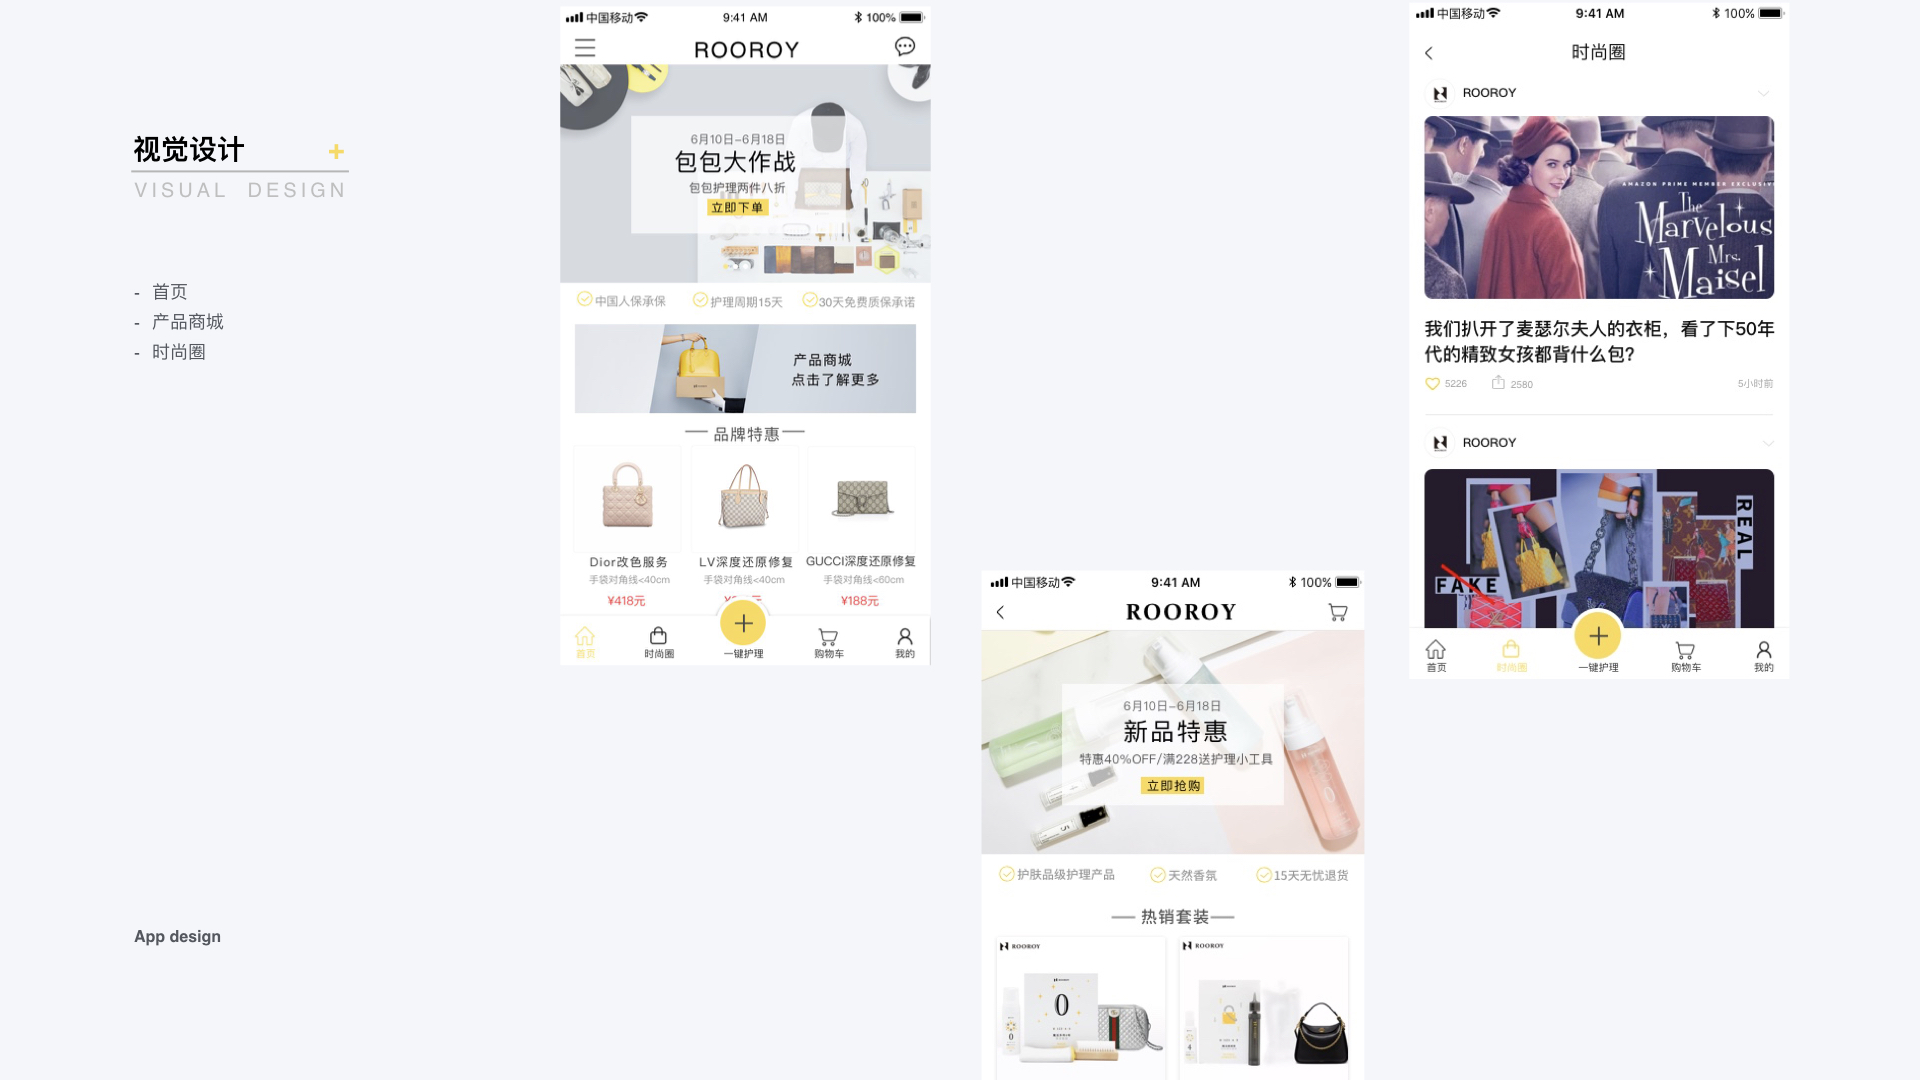 视觉设计
+
VISUAL DESIGN
- 首页
- 产品商城
- 时尚圈
App design
中国移动 9:41 AM 100%
ROOROY
6月10日-6月18日
包包大作战
包包护理两件八折
立即下单
中国人保承保 护理周期15天 30天免费质保承诺
产品商城
点击了解更多
品牌特惠
Dior改色服务 LV深度还原修复 GUCCI深度还原修复
手袋对角线<40cm 手袋对角线<40cm 手袋对角线<60cm
¥418元 ¥188元
首页 时尚圈 一键护理 购物车 我的
中国移动 9:41 AM 100%
ROOROY
6月10日-6月18日
新品特惠
特惠40%OFF/满228送护理小工具
立即抢购
护肤品级护理产品 天然香氛 15天无忧退货
热销套装
ROOROY ROOROY
0
0
4
中国移动 9:41 AM 100%
时尚圈
ROOROY
AMAZON PRIME MEMBER EXCLUSIV
The
Marvelous
Mrs.
Maisel
我们扒开了麦瑟尔夫人的衣柜，看了下50年
代的精致女孩都背什么包?
5226 2580 5小时前
ROOROY
REAL
FAKE
首页 时尚圈 一键护理 购物车 我的